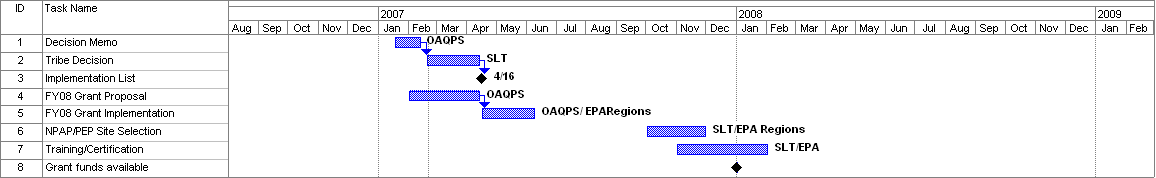 ID Task Name 2007 2008 2009
Aug Sep Oct Nov Dec Jan Feb Mar Apr May Jun Jul Aug Sep Oct Nov Dec Jan Feb Mar Apr May Jun Jul Aug Sep Oct Nov Dec Jan Feb
1 Decision Memo OAQPS
2 Tribe Decision SLT
3 Implementation List 4/16
4 FY08 Grant Proposal OAQPS
5 FY08 Grant Implementation OAQPS/ EPARegions
6 NPAP/PEP Site Selection SLT/EPA Regions
7 Training/Certification SLT/EPA
8 Grant funds available